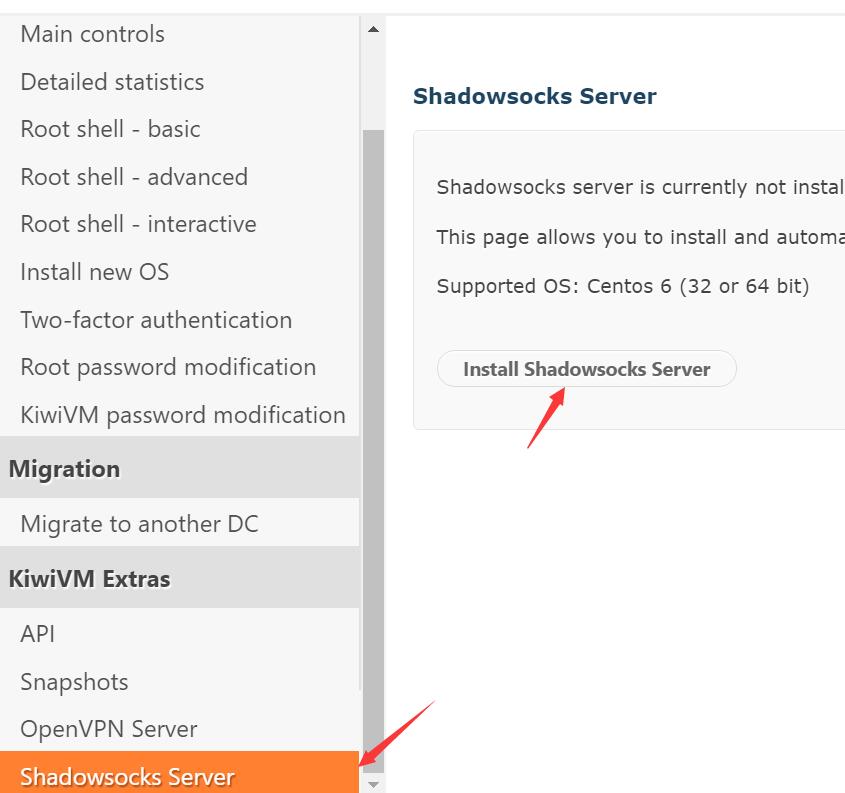 Main controls
Detailed statistics
Root shell - basic
Root shell - advanced
Root shell - interactive
Install new OS
Two-factor authentication
Root password modification
KiwiVM password modification
Migration
Migrate to another DC
KiwiVM Extras
API
Snapshots
OpenVPN Server
Shadowsocks Server
Shadowsocks Server
Shadowsocks server is currently not instal
This page allows you to install and automa
Supported OS: Centos 6 (32 or 64 bit)
Install Shadowsocks Server